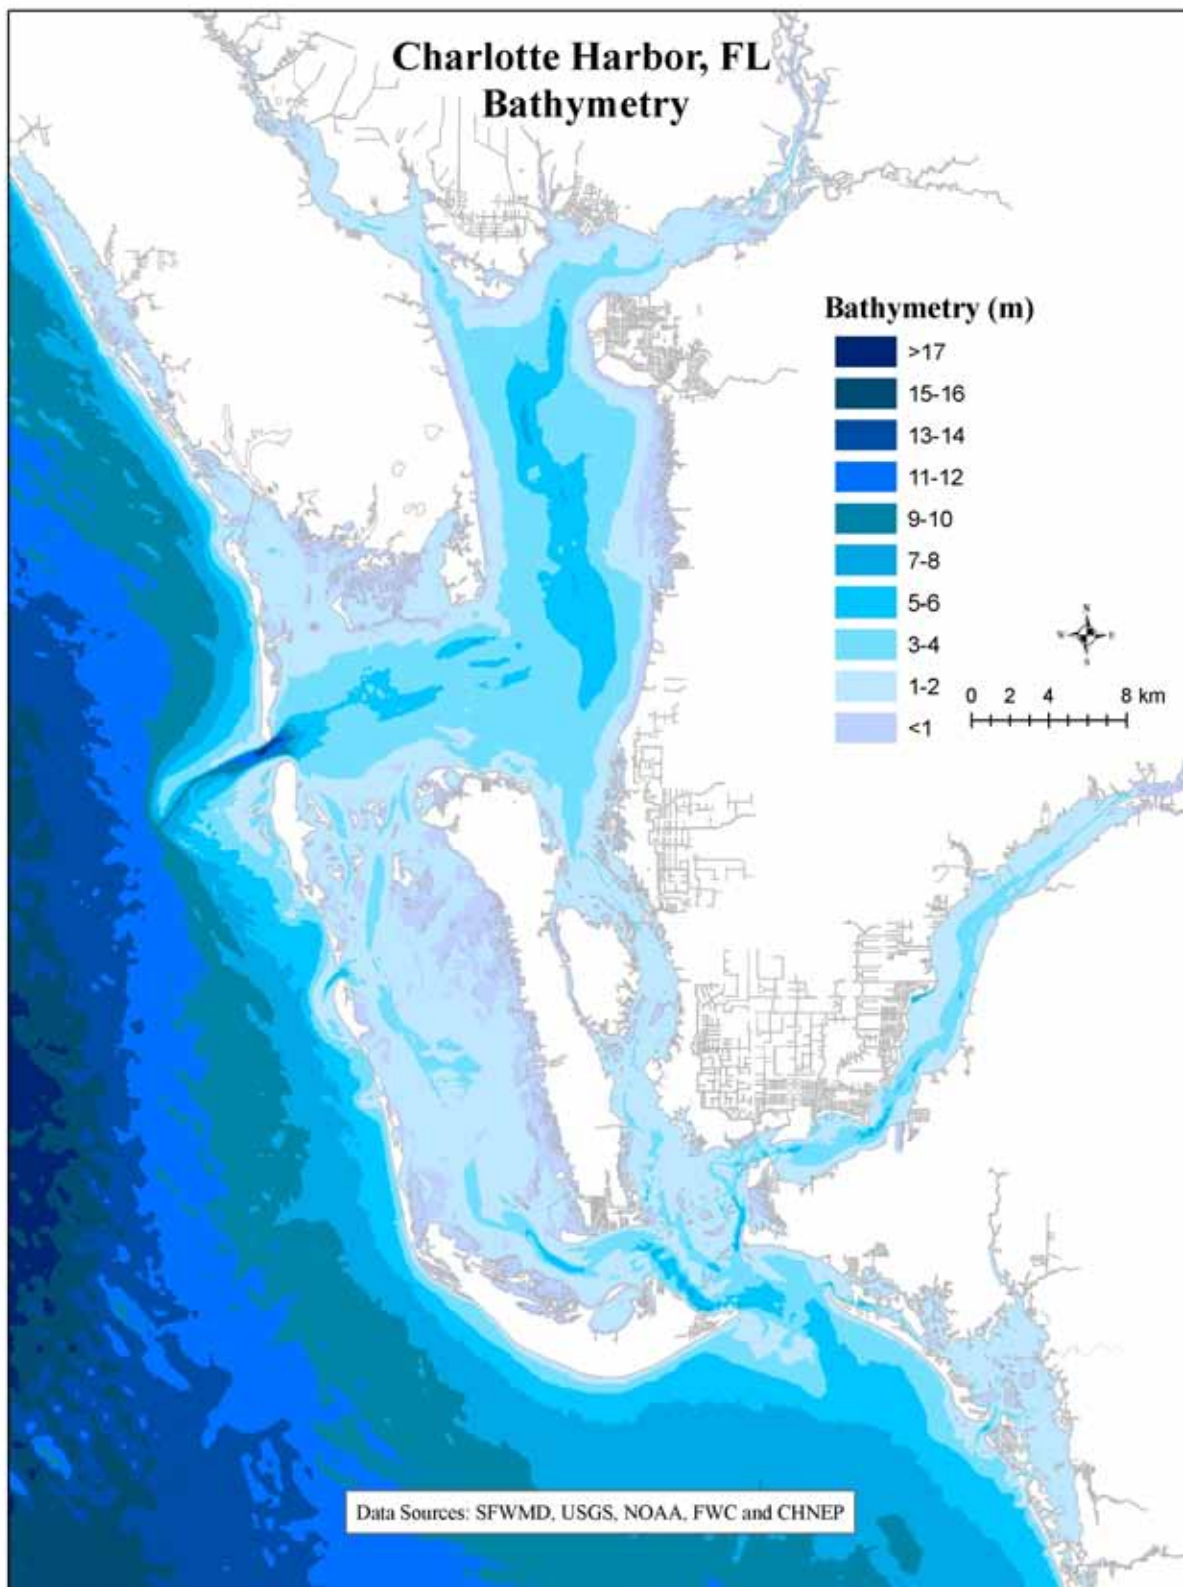 Charlotte Harbor, FL
Bathymetry
Bathymetry (m)
>17
15-16
13-14
11-12
9-10
7-8
5-6
3-4
1-2
<1
N
W E
S
0 2 4 8 km
Data Sources: SFWMD, USGS, NOAA, FWC and CHNEP